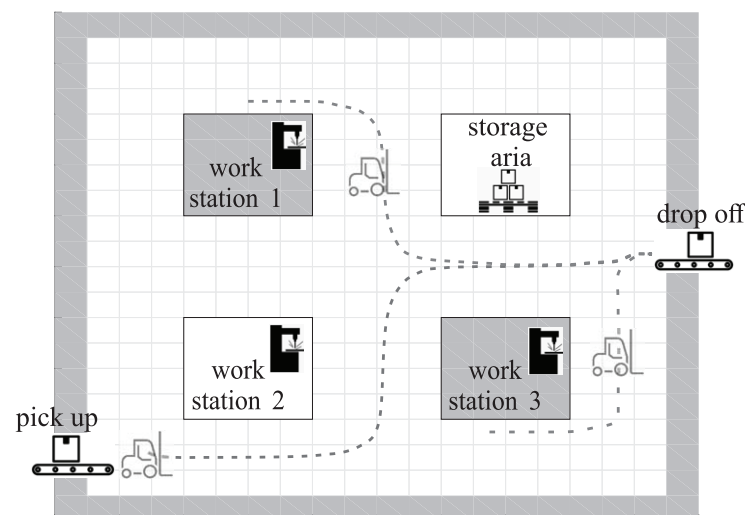 storage
aria
work
station 1
drop off
work
station 2
work
station 3
pick up